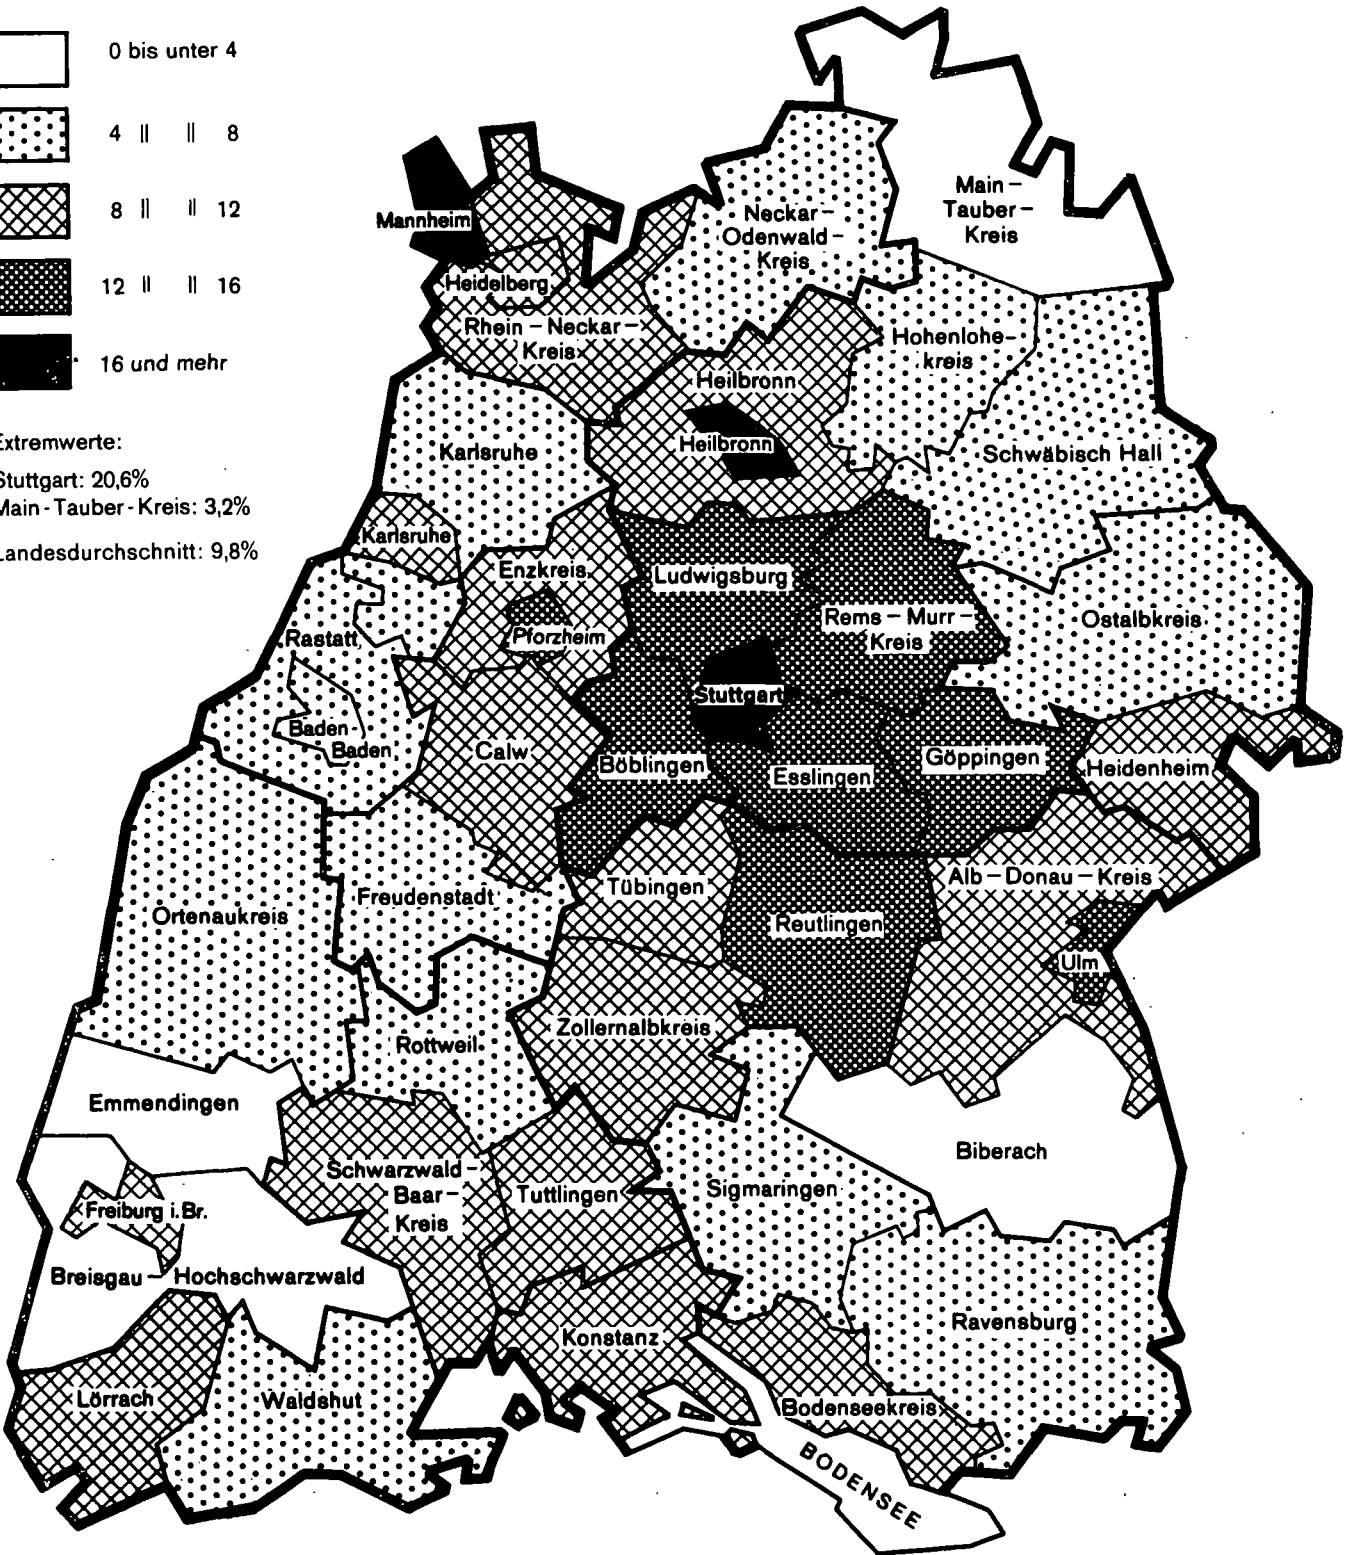 0 bis unter 4
4 " " 8
8 " " 12
12 " " 16
16 und mehr
Extremwerte:
Stuttgart: 20,6%
Main-Tauber-Kreis: 3,2%
Landesdurchschnitt: 9,8%
Main-
Tauber-
Kreis
Mannheim
Neckar-
Odenwald-
Kreis
Heidelberg
Rhein-Neckar-
Kreis
Hohenlohe-
kreis
Heilbronn
Heilbronn
Karlsruhe
Schwäbisch Hall
Karlsruhe
Enzkreis
Ludwigsburg
Pforzheim
Rems-Murr-
Kreis
Ostalbkreis
Rastatt
Stuttgart
Baden-
Baden
Calw
Böblingen
Esslingen
Göppingen
Heidenheim
Freudenstadt
Tübingen
Alb-Donau-Kreis
Ortenaukreis
Reutlingen
Ulm
Rottweil
Zollernalbkreis
Emmendingen
Biberach
Schwarzwald-
Baar-
Kreis
Tuttlingen
Sigmaringen
Freiburg i.Br.
Breisgau-Hochschwarzwald
Konstanz
Ravensburg
Lörrach
Waldshut
Bodenseekreis
BODENSEE